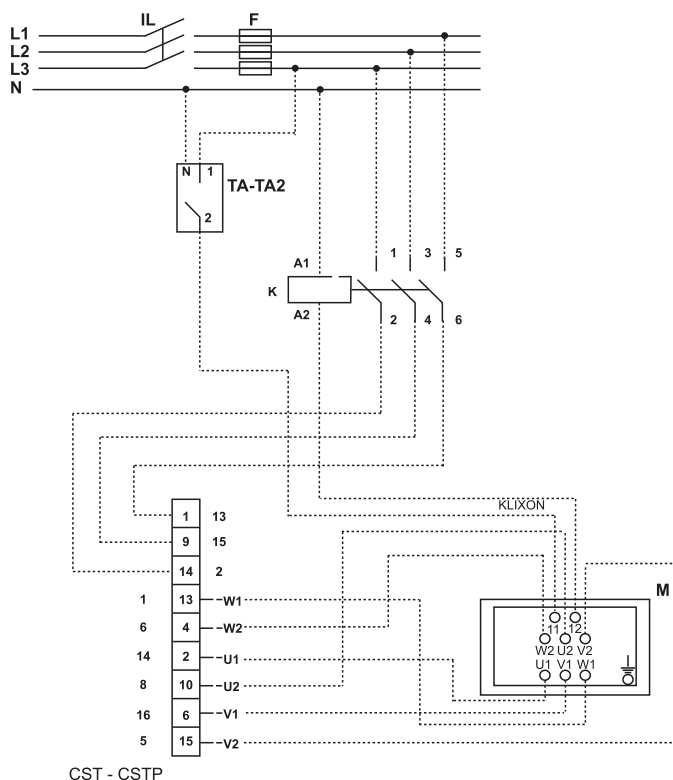 IL F
L1
L2
L3
N
N 1
TA-TA2
2
1 3 5
A1
K
A2
2 4 6
KLIXON
1 13
9 15
14 2
M
1 13 W1
11 12
6 4 W2
W2 U2 V2
14 2 U1
U1 V1 W1
8 10 U2
16 6 V1
5 15 V2
CST - CSTP